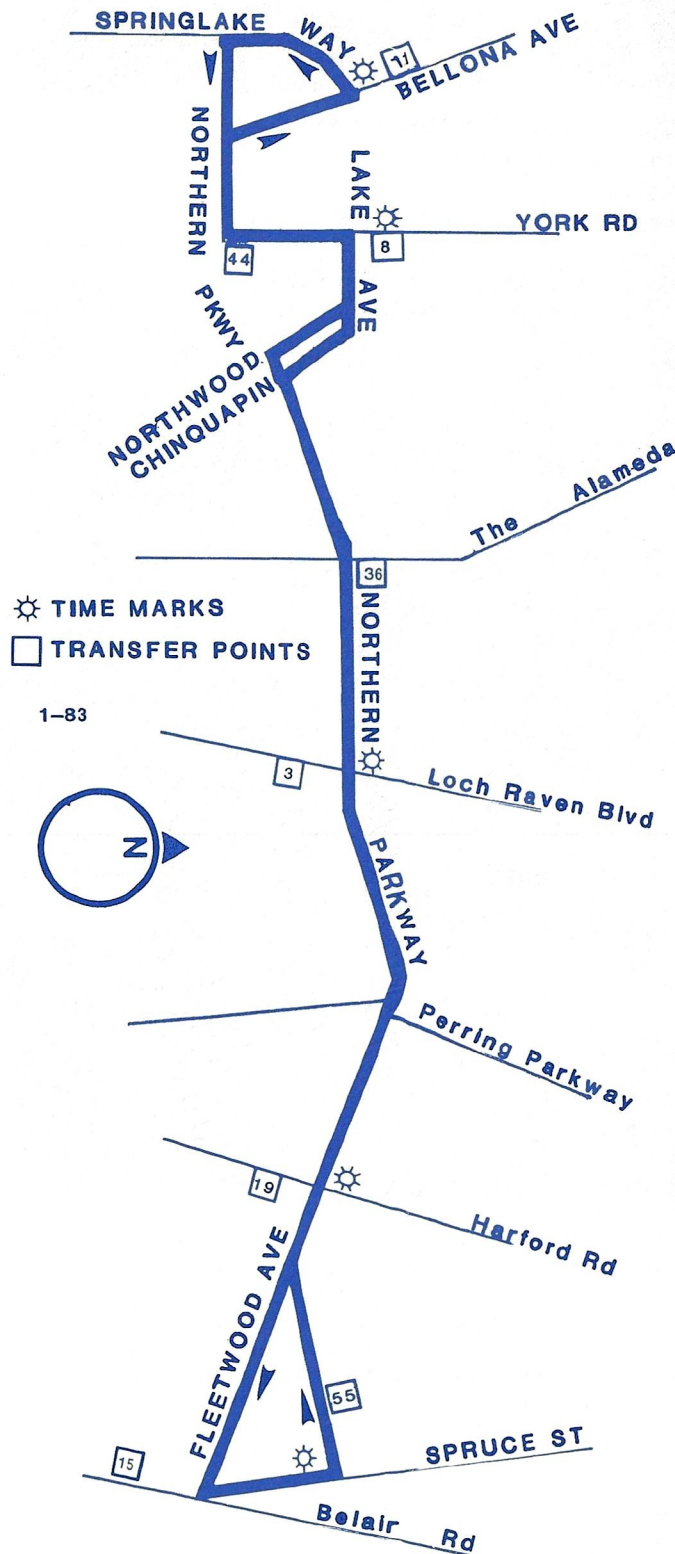 SPRINGLAKE WAY
11
BELLONA AVE
NORTHERN PKWY
LAKE AVE
8
YORK RD
44
NORTHWOOD
CHINQUAPIN
The Alameda
36
TIME MARKS
TRANSFER POINTS
1–83
NORTHERN PARKWAY
3
Loch Raven Blvd
N
Perring Parkway
19
Harford Rd
FLEETWOOD AVE
55
SPRUCE ST
15
Belair Rd